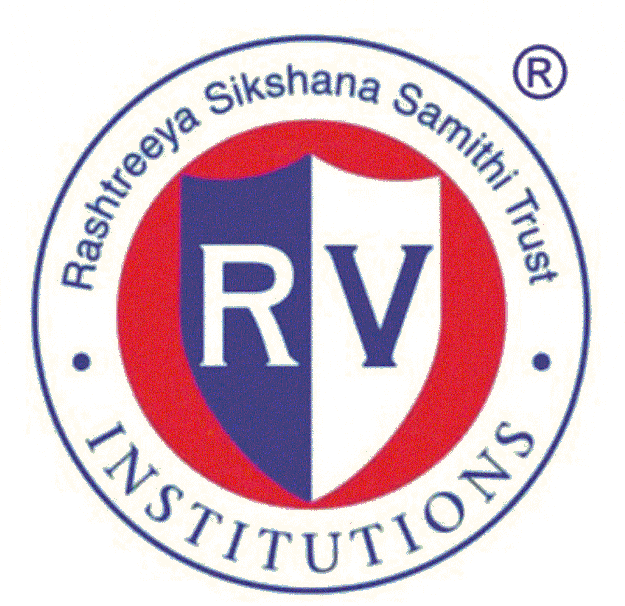 Rashtreeya Sikshana Samithi Trust
®
RV
INSTITUTIONS